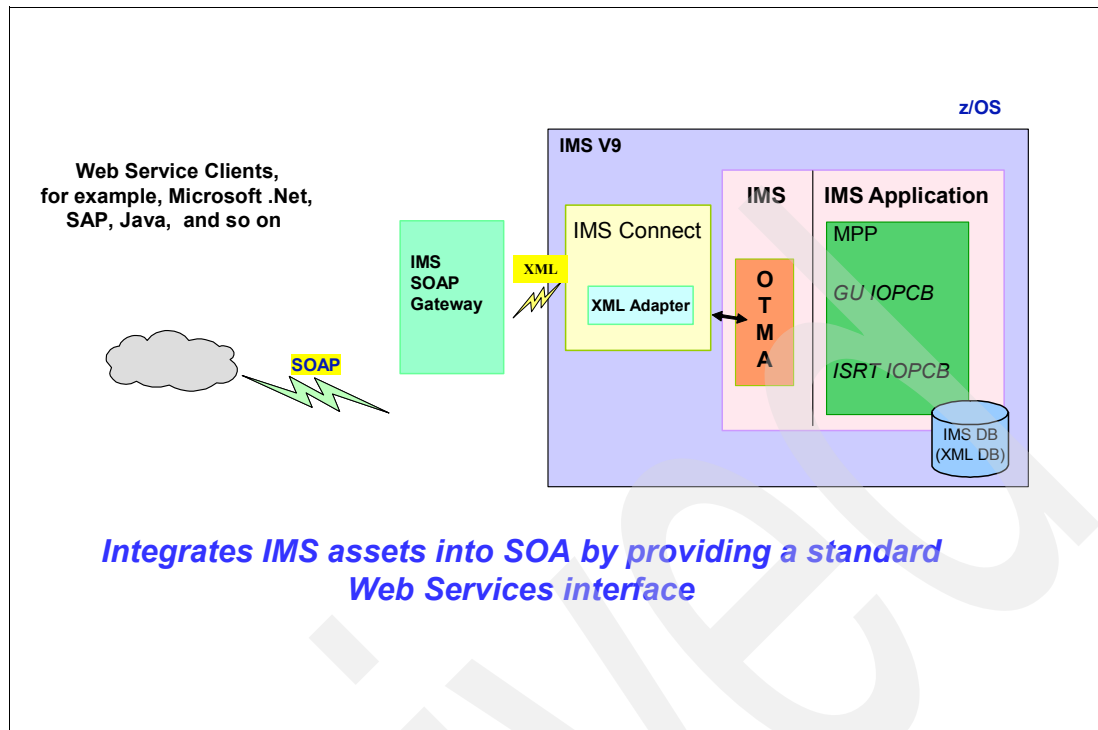 z/OS
IMS V9
Web Service Clients,
for example, Microsoft .Net,
SAP, Java, and so on
IMS
SOAP
Gateway
XML
IMS Connect
XML Adapter
IMS
O
T
M
A
IMS Application
MPP
GU IOPCB
ISRT IOPCB
IMS DB
(XML DB)
SOAP
Integrates IMS assets into SOA by providing a standard
Web Services interface